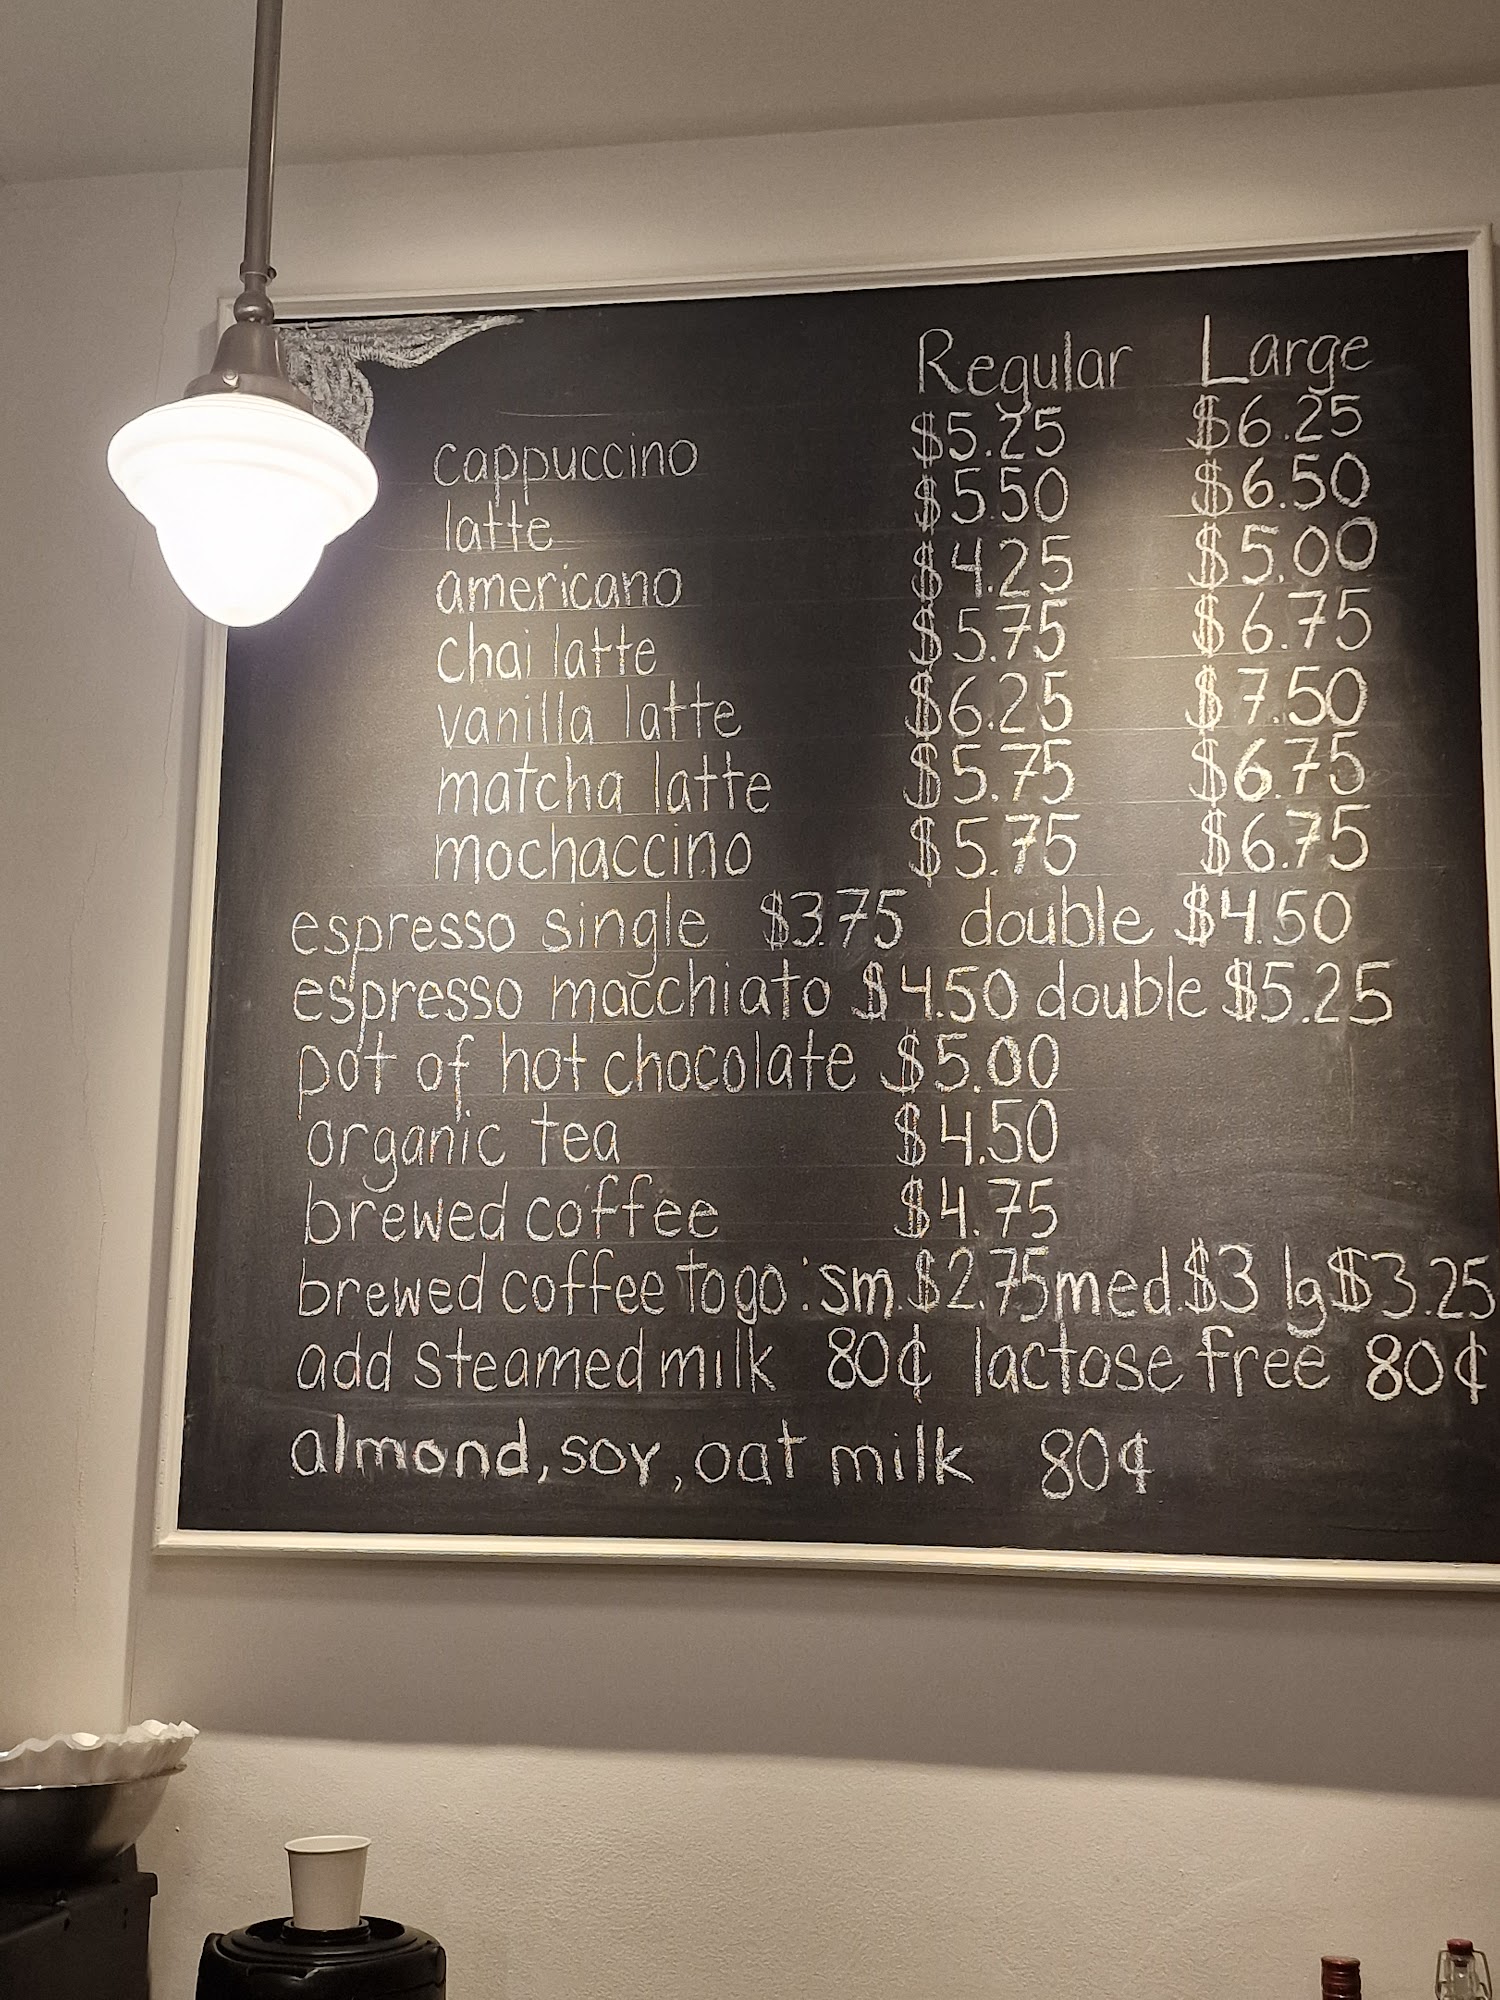 Regular Large
cappuccino $5.25 $6.25
latte $5.50 $6.50
americano $4.25 $5.00
chai latte $5.75 $6.75
vanilla latte $6.25 $7.50
matcha latte $5.75 $6.75
mochaccino $5.75 $6.75
espresso single $3.75 double $4.50
espresso macchiato $4.50 double $5.25
pot of hot chocolate $5.00
organic tea $4.50
brewed coffee $4.75
brewed coffee to go: sm. $2.75 med. $3 lg $3.25
add steamed milk 80¢ lactose free 80¢
almond, soy, oat milk 80¢